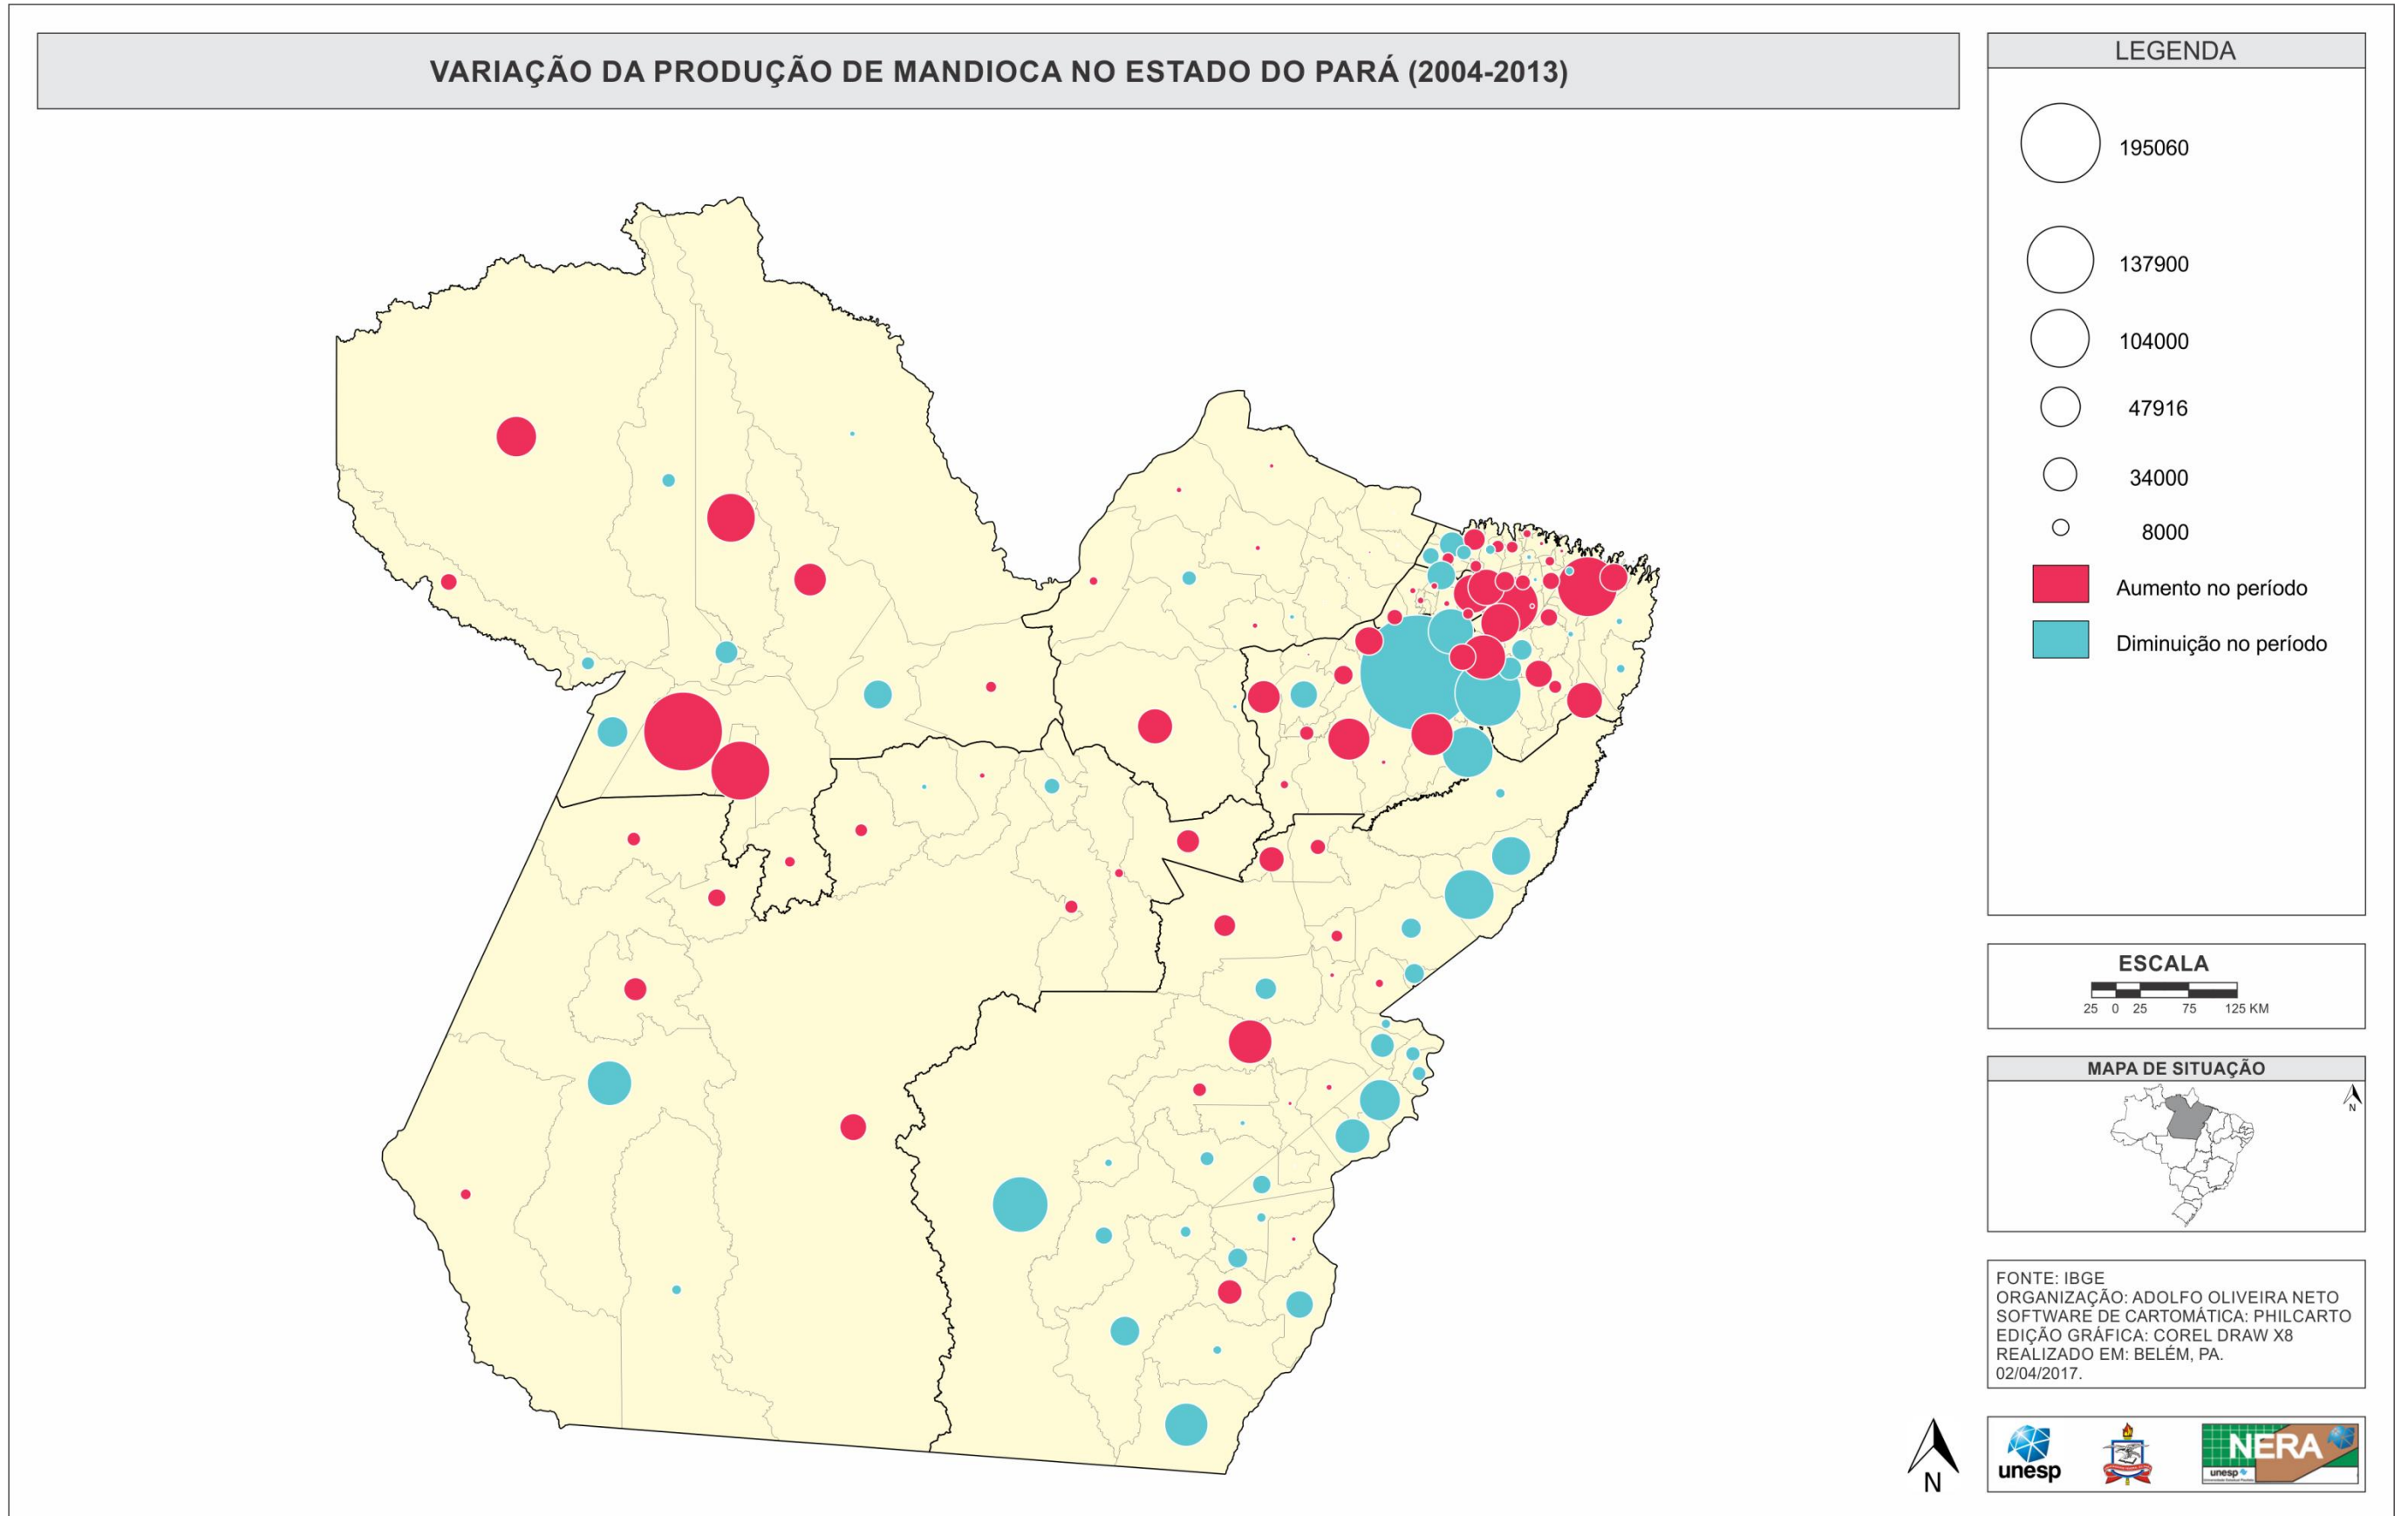 VARIAÇÃO DA PRODUÇÃO DE MANDIOCA NO ESTADO DO PARÁ (2004-2013)
LEGENDA
195060
137900
104000
47916
34000
8000
Aumento no período
Diminuição no período
ESCALA
25 0 25 75 125 KM
MAPA DE SITUAÇÃO
N
FONTE: IBGE
ORGANIZAÇÃO: ADOLFO OLIVEIRA NETO
SOFTWARE DE CARTOMÁTICA: PHILCARTO
EDIÇÃO GRÁFICA: COREL DRAW X8
REALIZADO EM: BELÉM, PA.
02/04/2017.
N
unesp
NERA
unesp